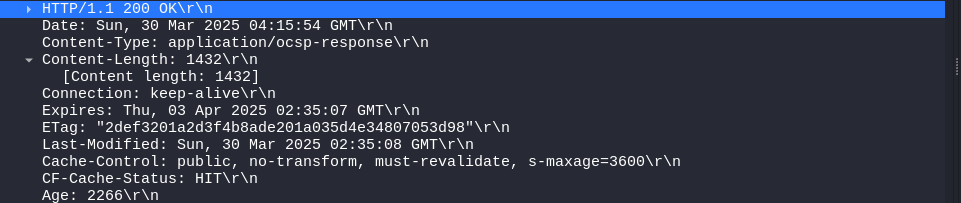 HTTP/1.1 200 OK\r\n
Date: Sun, 30 Mar 2025 04:15:54 GMT\r\n
Content-Type: application/ocsp-response\r\n
Content-Length: 1432\r\n
[Content length: 1432]
Connection: keep-alive\r\n
Expires: Thu, 03 Apr 2025 02:35:07 GMT\r\n
ETag: "2def3201a2d3f4b8ade201a035d4e34807053d98"\r\n
Last-Modified: Sun, 30 Mar 2025 02:35:08 GMT\r\n
Cache-Control: public, no-transform, must-revalidate, s-maxage=3600\r\n
CF-Cache-Status: HIT\r\n
Age: 2266\r\n